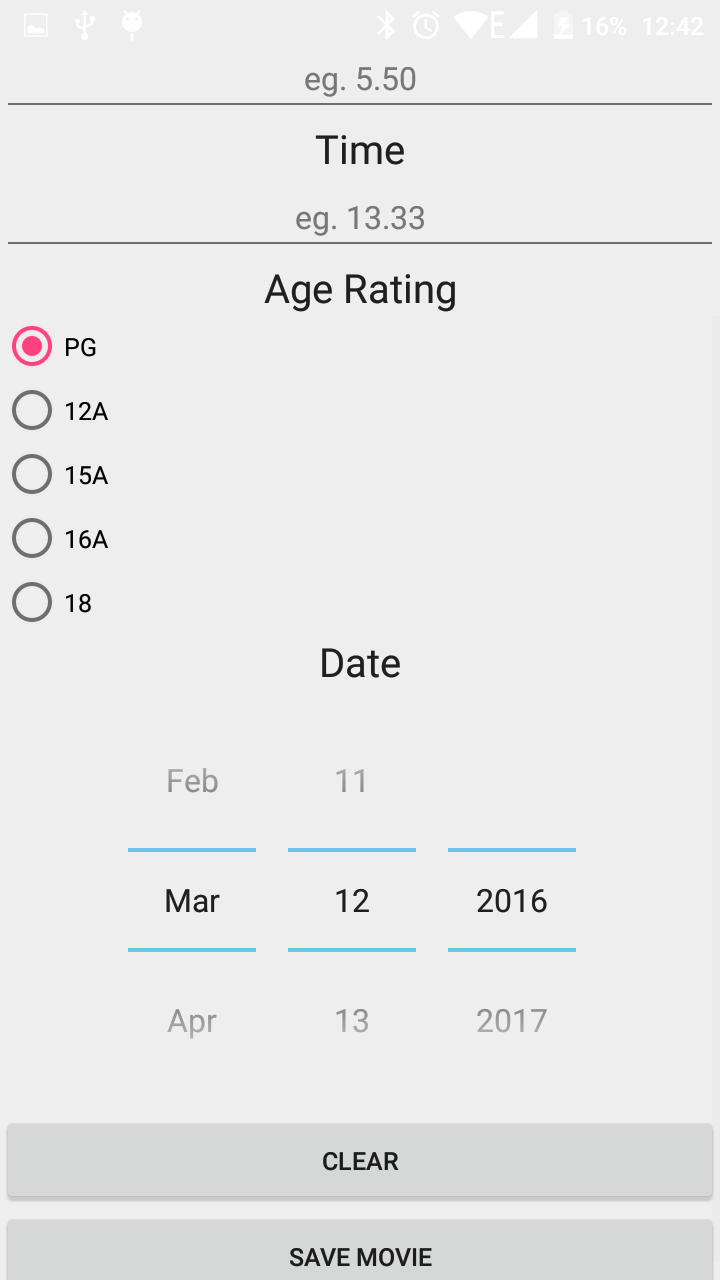 16% 12:42
eg. 5.50
Time
eg. 13.33
Age Rating
PG
12A
15A
16A
18
Date
Feb 11
Mar 12 2016
Apr 13 2017
CLEAR
SAVE MOVIE